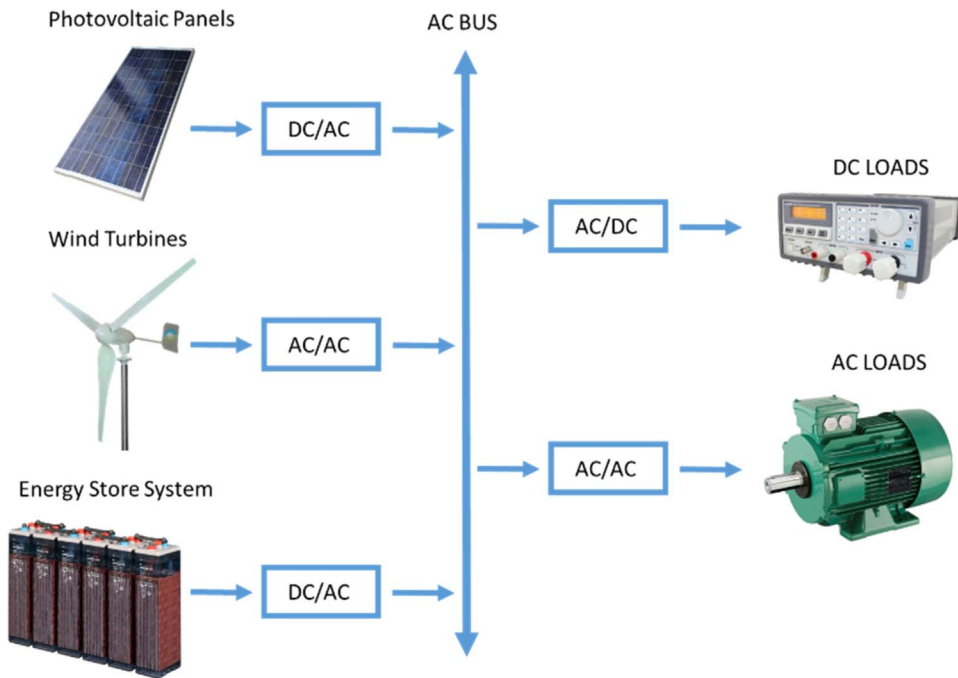 Photovoltaic Panels
AC BUS
DC/AC
DC LOADS
AC/DC
Wind Turbines
AC/AC
AC LOADS
AC/AC
Energy Store System
DC/AC